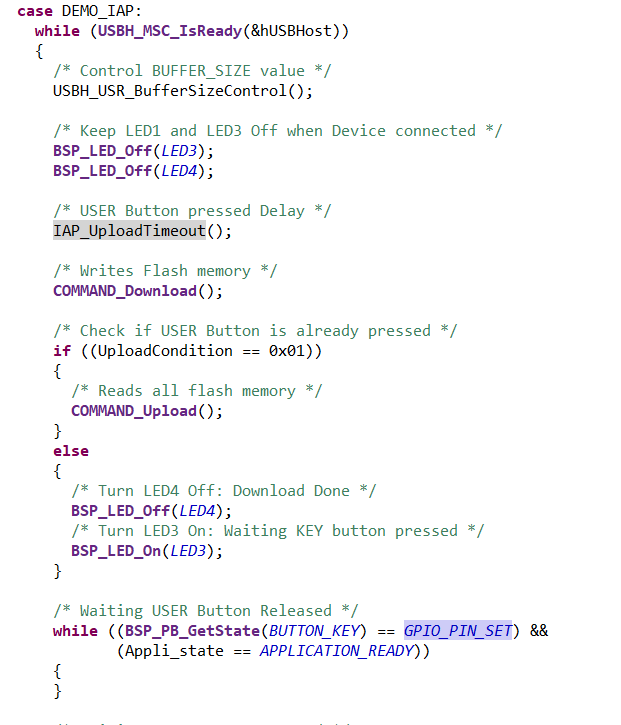 case DEMO_IAP:
while (USBH_MSC_IsReady(&hUSBHost))
{
/* Control BUFFER_SIZE value */
USBH_USR_BufferSizeControl();
/* Keep LED1 and LED3 Off when Device connected */
BSP_LED_Off(LED3);
BSP_LED_Off(LED4);
/* USER Button pressed Delay */
IAP_UploadTimeout();
/* Writes Flash memory */
COMMAND_Download();
/* Check if USER Button is already pressed */
if ((UploadCondition == 0x01))
{
/* Reads all flash memory */
COMMAND_Upload();
}
else
{
/* Turn LED4 Off: Download Done */
BSP_LED_Off(LED4);
/* Turn LED3 On: Waiting KEY button pressed */
BSP_LED_On(LED3);
}
/* Waiting USER Button Released */
while ((BSP_PB_GetState(BUTTON_KEY) == GPIO_PIN_SET) &&
(Appli_state == APPLICATION_READY))
{
}